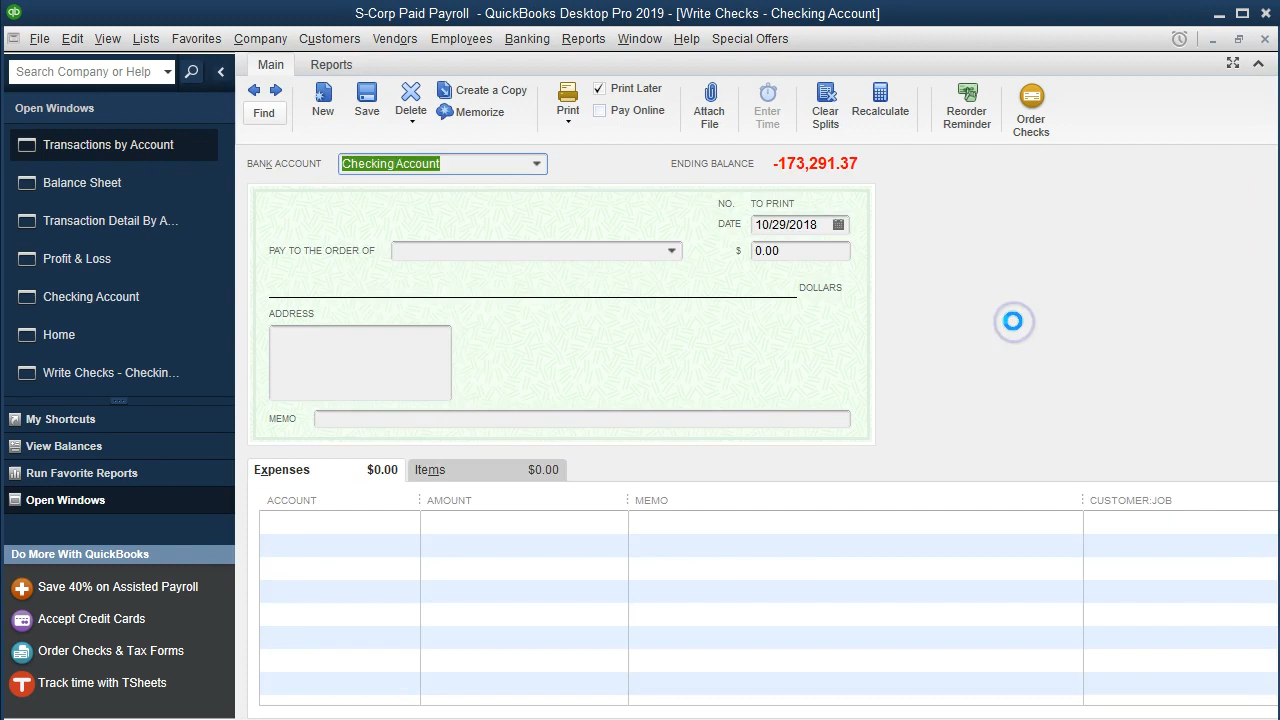 S-Corp Paid Payroll - QuickBooks Desktop Pro 2019 - [Write Checks - Checking Account]
File Edit View Lists Favorites Company Customers Vendors Employees Banking Reports Window Help Special Offers
Search Company or Help
Main Reports
Find
New
Save
Delete
Create a Copy
Memorize
Print
Print Later
Pay Online
Attach
File
Enter
Time
Clear
Splits
Recalculate
Reorder
Reminder
Order
Checks
Open Windows
Transactions by Account
Balance Sheet
Transaction Detail By A...
Profit & Loss
Checking Account
Home
Write Checks - Checkin...
My Shortcuts
View Balances
Run Favorite Reports
Open Windows
Do More With QuickBooks
Save 40% on Assisted Payroll
Accept Credit Cards
Order Checks & Tax Forms
Track time with TSheets
BANK ACCOUNT Checking Account ENDING BALANCE -173,291.37
NO. TO PRINT
DATE 10/29/2018
PAY TO THE ORDER OF $ 0.00
DOLLARS
ADDRESS
MEMO
Expenses $0.00 Items $0.00
ACCOUNT AMOUNT MEMO CUSTOMER:JOB